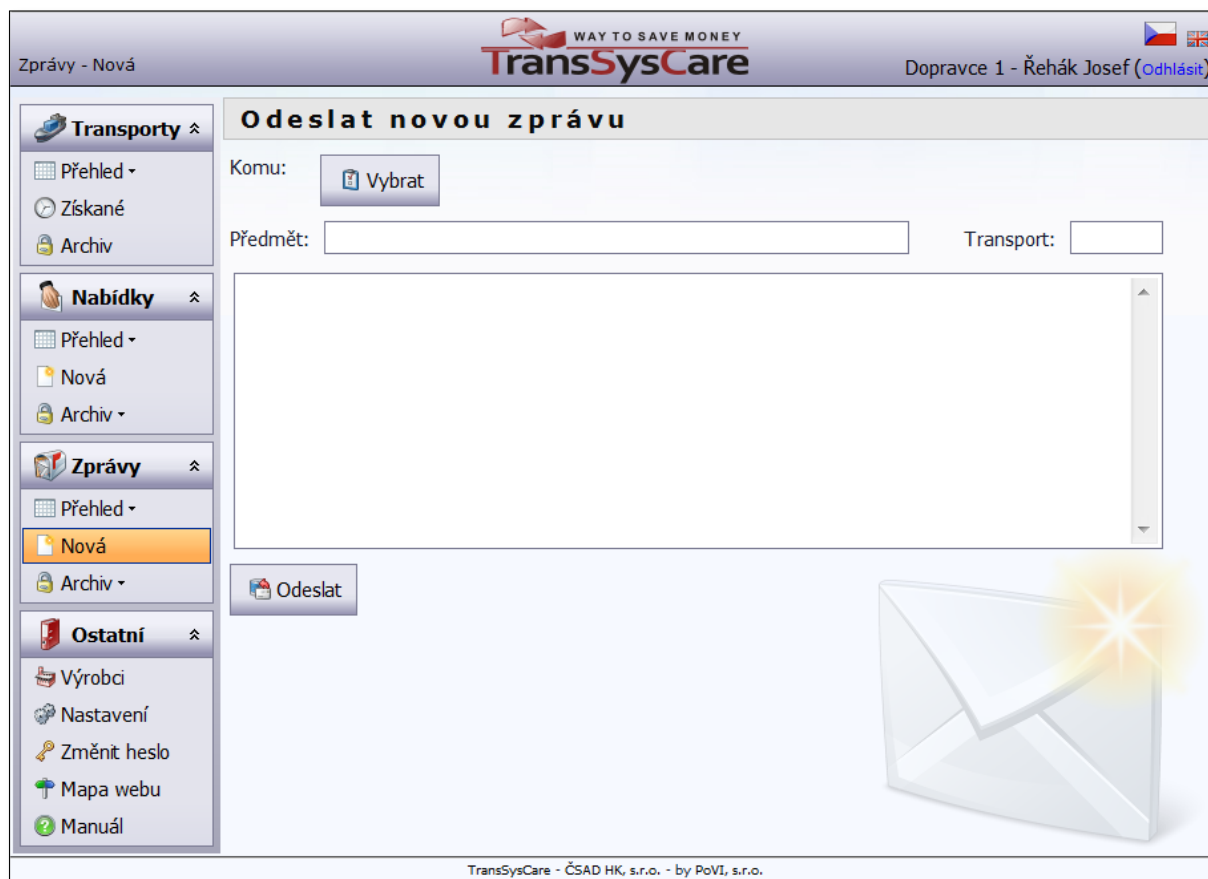 WAY TO SAVE MONEY
TransSysCare
Zprávy - Nová
Dopravce 1 - Řehák Josef (Odhlásit)
Transporty
Přehled
Získané
Archiv
Nabídky
Přehled
Nová
Archiv
Zprávy
Přehled
Nová
Archiv
Ostatní
Výrobci
Nastavení
Změnit heslo
Mapa webu
Manuál
Odeslat novou zprávu
Komu:
Vybrat
Předmět:
Transport:
Odeslat
TransSysCare - ČSAD HK, s.r.o. - by PoVI, s.r.o.